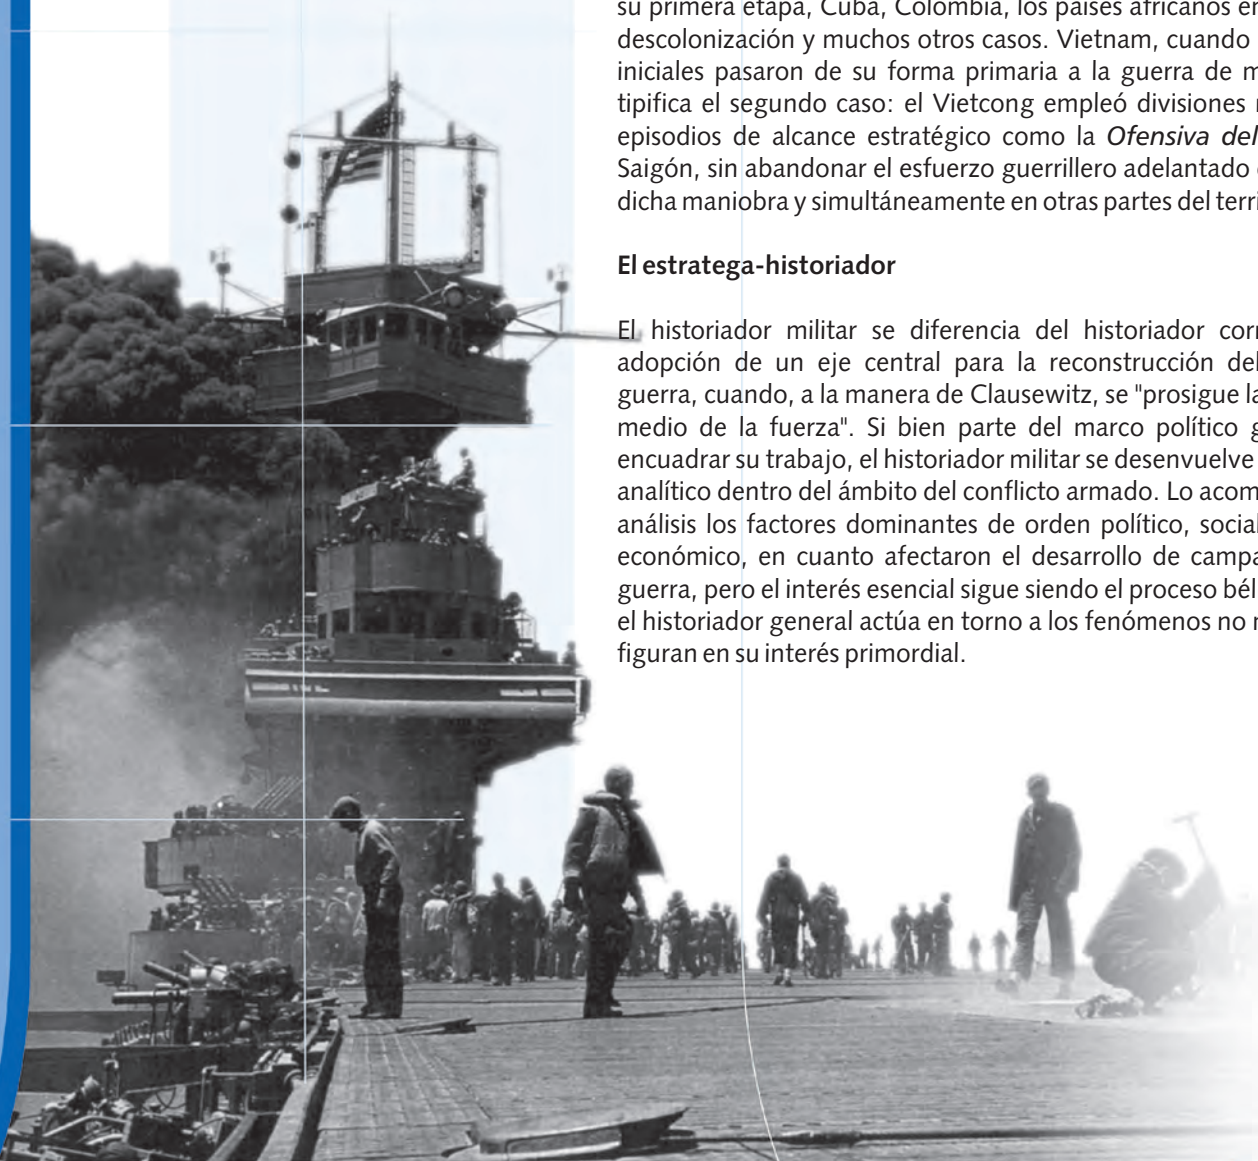 su primera etapa, Cuba, Colombia, los países africanos en
descolonización y muchos otros casos. Vietnam, cuando
iniciales pasaron de su forma primaria a la guerra de m
tipifica el segundo caso: el Vietcong empleó divisiones
episodios de alcance estratégico como la Ofensiva del
Saigón, sin abandonar el esfuerzo guerrillero adelantado
dicha maniobra y simultáneamente en otras partes del terri
El estratega-historiador
El historiador militar se diferencia del historiador cor
adopción de un eje central para la reconstrucción del
guerra, cuando, a la manera de Clausewitz, se "prosigue la
medio de la fuerza". Si bien parte del marco político g
encuadrar su trabajo, el historiador militar se desenvuelve
analítico dentro del ámbito del conflicto armado. Lo acom
análisis los factores dominantes de orden político, social
económico, en cuanto afectaron el desarrollo de campa
guerra, pero el interés esencial sigue siendo el proceso bél
el historiador general actúa en torno a los fenómenos no
figuran en su interés primordial.